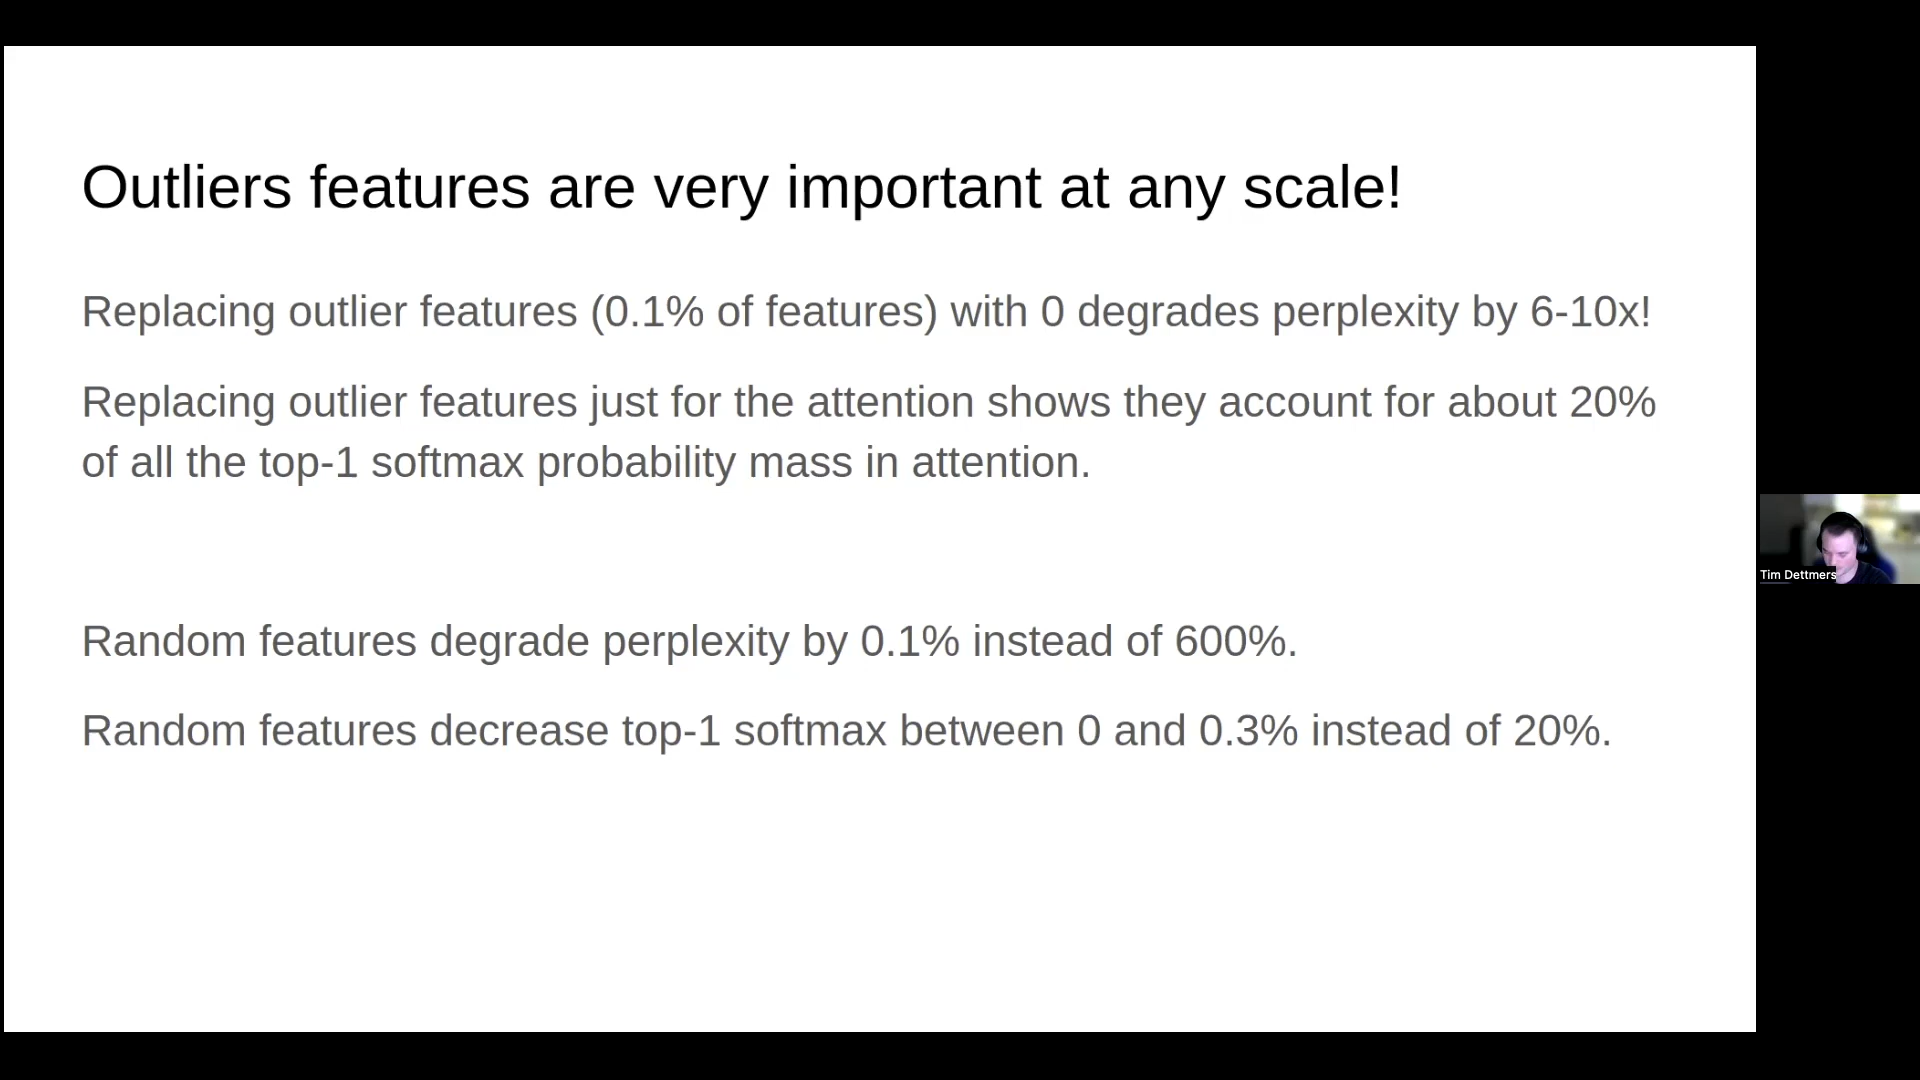 Outliers features are very important at any scale!
Replacing outlier features (0.1% of features) with 0 degrades perplexity by 6-10x!
Replacing outlier features just for the attention shows they account for about 20%
of all the top-1 softmax probability mass in attention.
Random features degrade perplexity by 0.1% instead of 600%.
Random features decrease top-1 softmax between 0 and 0.3% instead of 20%.
Tim Dettmers